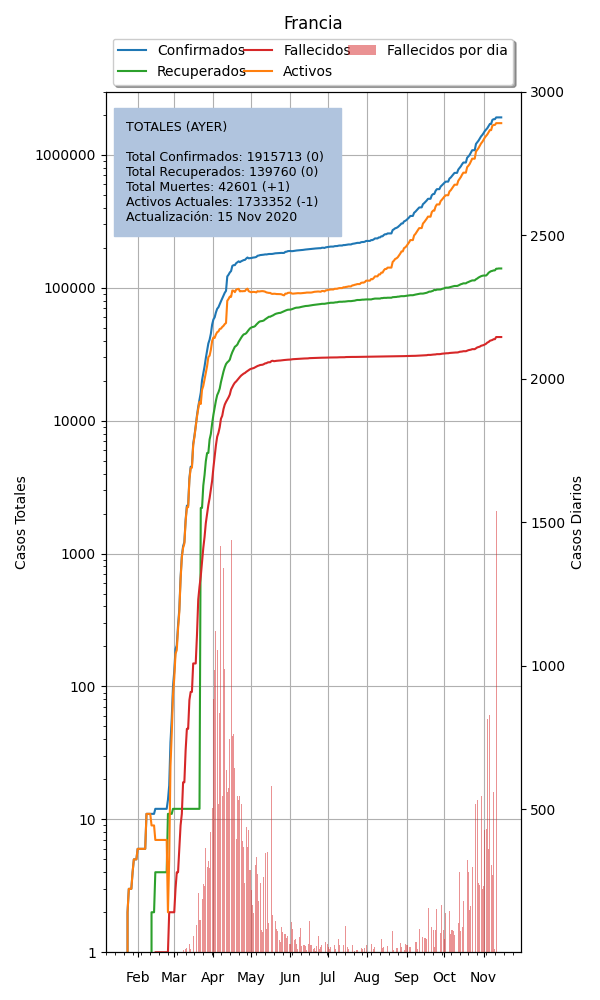 Francia
Confirmados Fallecidos Fallecidos por dia
Recuperados Activos
TOTALES (AYER)
Total Confirmados: 1915713 (0)
Total Recuperados: 139760 (0)
Total Muertes: 42601 (+1)
Activos Actuales: 1733352 (-1)
Actualización: 15 Nov 2020
Casos Totales
1000000
100000
10000
1000
100
10
1
3000
2500
2000
1500
1000
500
Casos Diarios
Feb Mar Apr May Jun Jul Aug Sep Oct Nov